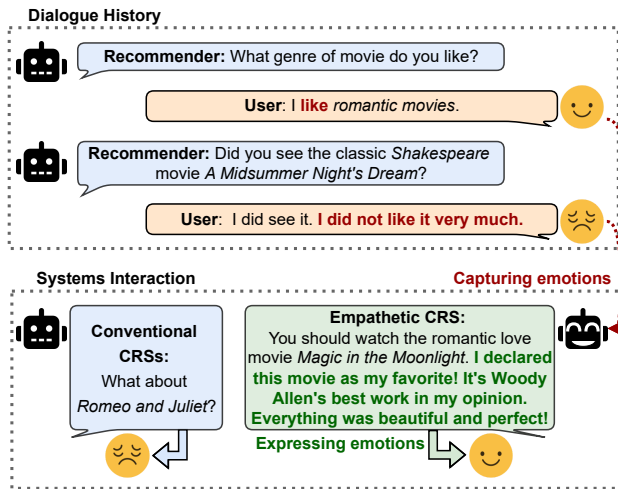 Dialogue History
Recommender: What genre of movie do you like?
User: I like romantic movies.
Recommender: Did you see the classic Shakespeare
movie A Midsummer Night's Dream?
User: I did see it. I did not like it very much.
Systems Interaction
Capturing emotions
Conventional
CRSs:
What about
Romeo and Juliet?
Empathetic CRS:
You should watch the romantic love
movie Magic in the Moonlight. I declared
this movie as my favorite! It's Woody
Allen's best work in my opinion.
Everything was beautiful and perfect!
Expressing emotions